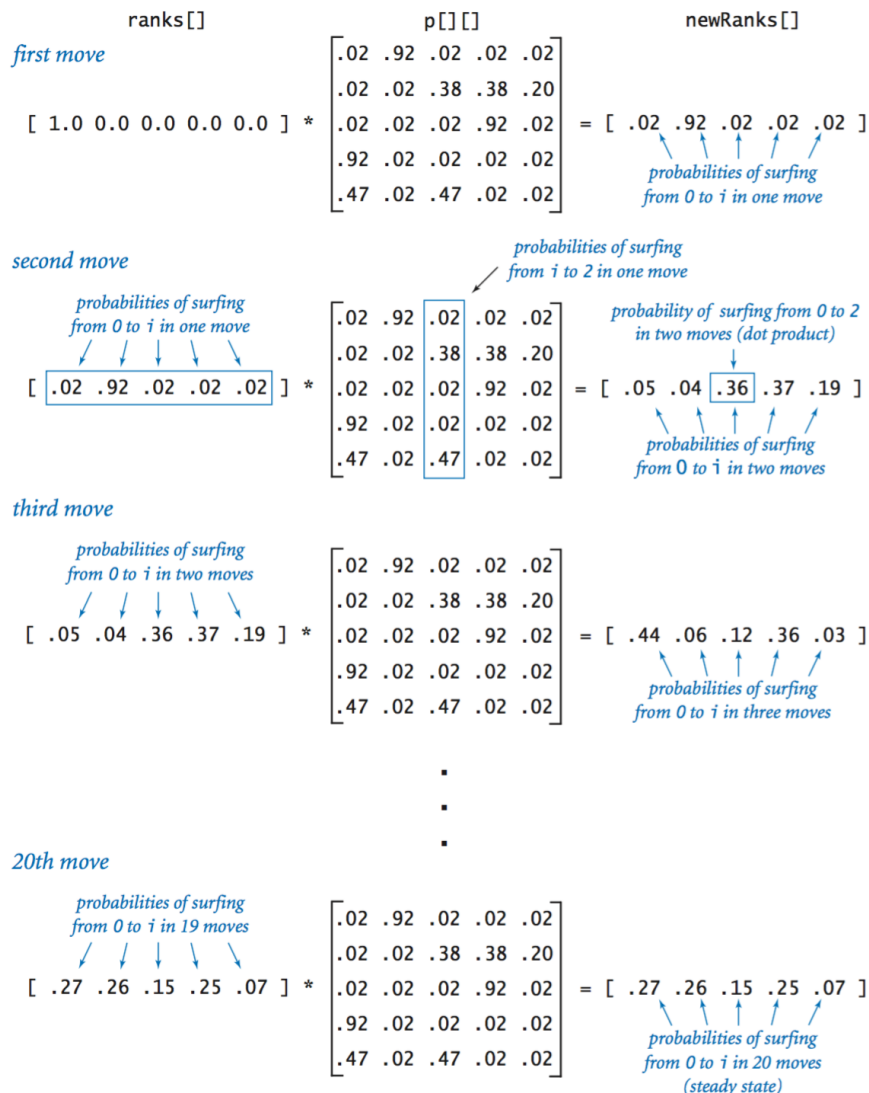 ranks[] p[][] newRanks[]
first move
.02 .92 .02 .02 .02
.02 .02 .38 .38 .20
[ 1.0 0.0 0.0 0.0 0.0 ] * .02 .02 .02 .92 .02 = [ .02 .92 .02 .02 .02 ]
.92 .02 .02 .02 .02
.47 .02 .47 .02 .02
probabilities of surfing
from 0 to i in one move
second move
probabilities of surfing
from i to 2 in one move
probabilities of surfing
from 0 to i in one move
probability of surfing from 0 to 2
in two moves (dot product)
.02 .92 .02 .02 .02
.02 .02 .38 .38 .20
[ .02 .92 .02 .02 .02 ] * .02 .02 .02 .92 .02 = [ .05 .04 .36 .37 .19 ]
.92 .02 .02 .02 .02
.47 .02 .47 .02 .02
probabilities of surfing
from 0 to i in two moves
third move
probabilities of surfing
from 0 to i in two moves
.02 .92 .02 .02 .02
.02 .02 .38 .38 .20
[ .05 .04 .36 .37 .19 ] * .02 .02 .02 .92 .02 = [ .44 .06 .12 .36 .03 ]
.92 .02 .02 .02 .02
.47 .02 .47 .02 .02
probabilities of surfing
from 0 to i in three moves
.
.
.
20th move
probabilities of surfing
from 0 to i in 19 moves
.02 .92 .02 .02 .02
.02 .02 .38 .38 .20
[ .27 .26 .15 .25 .07 ] * .02 .02 .02 .92 .02 = [ .27 .26 .15 .25 .07 ]
.92 .02 .02 .02 .02
.47 .02 .47 .02 .02
probabilities of surfing
from 0 to i in 20 moves
(steady state)